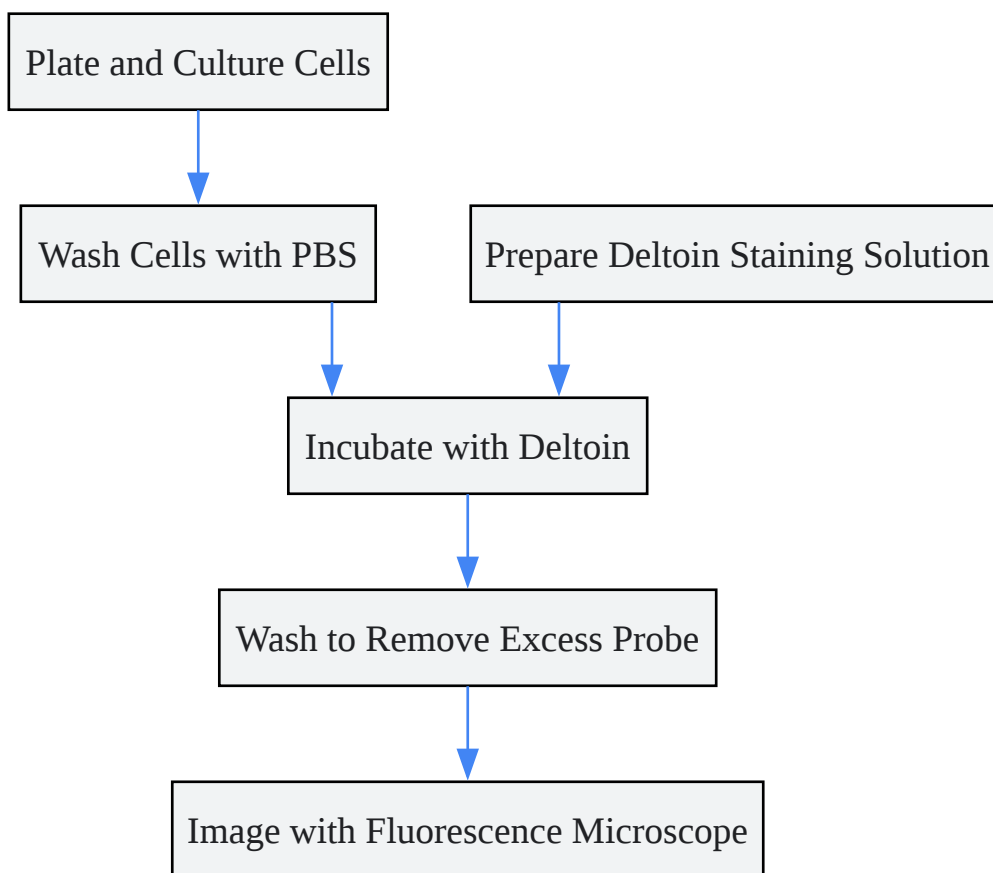 Plate and Culture Cells
Wash Cells with PBS
Prepare Deltoin Staining Solution
Incubate with Deltoin
Wash to Remove Excess Probe
Image with Fluorescence Microscope